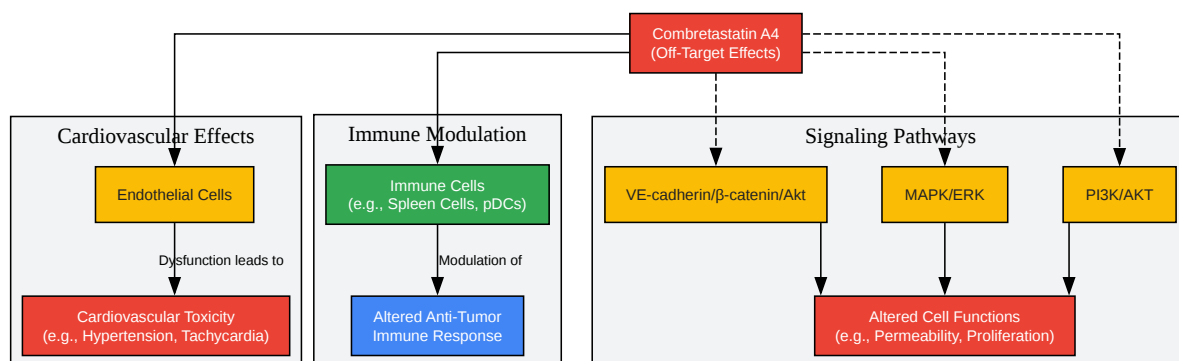 Combretastatin A4
(Off-Target Effects)
Cardiovascular Effects
Immune Modulation
Signaling Pathways
Endothelial Cells
Immune Cells
(e.g., Spleen Cells, pDCs)
VE-cadherin/β-catenin/Akt
MAPK/ERK
PI3K/AKT
Dysfunction leads to
Modulation of
Cardiovascular Toxicity
(e.g., Hypertension, Tachycardia)
Altered Anti-Tumor
Immune Response
Altered Cell Functions
(e.g., Permeability, Proliferation)